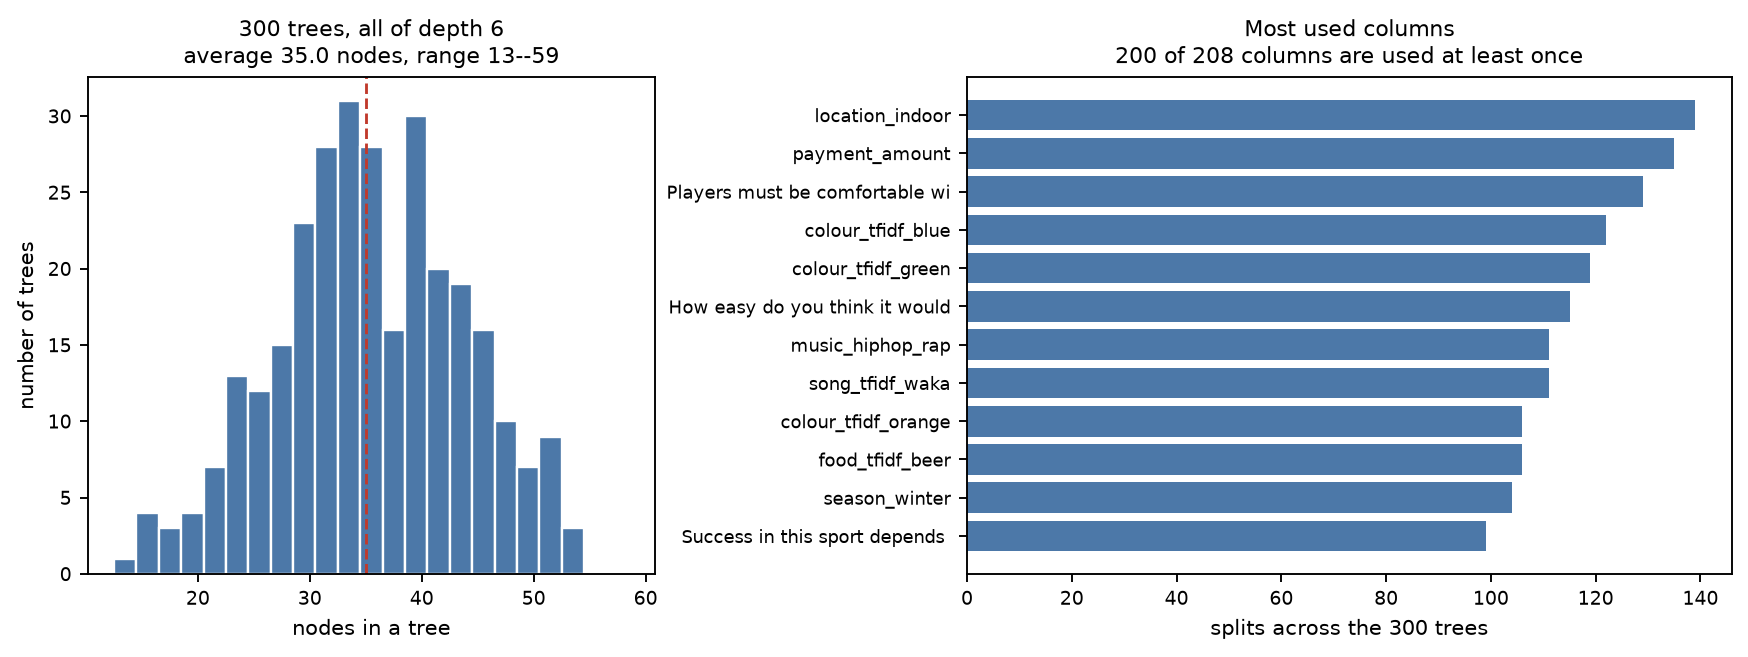 300 trees, all of depth 6
average 35.0 nodes, range 13--59
number of trees
30
25
20
15
10
5
0
20
30
40
50
60
nodes in a tree
Most used columns
200 of 208 columns are used at least once
location_indoor
payment_amount
Players must be comfortable wi
colour_tfidf_blue
colour_tfidf_green
How easy do you think it would
music_hiphop_rap
song_tfidf_waka
colour_tfidf_orange
food_tfidf_beer
season_winter
Success in this sport depends
0
20
40
60
80
100
120
140
splits across the 300 trees